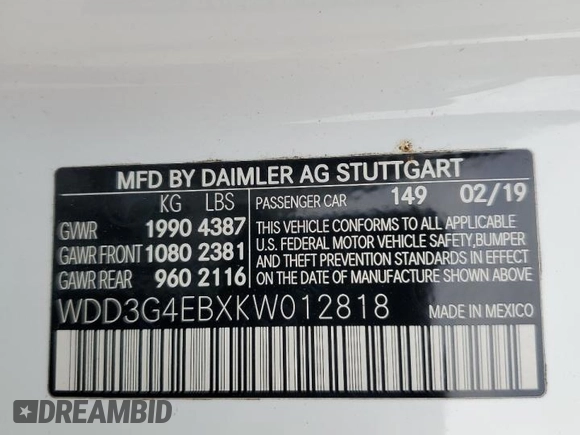 MFD BY DAIMLER AG STUTTGART
KG LBS
GVWR 1990 4387
GAWR FRONT 1080 2381
GAWR REAR 960 2116
PASSENGER CAR 149 02/19
THIS VEHICLE CONFORMS TO ALL APPLICABLE
U.S. FEDERAL MOTOR VEHICLE SAFETY,BUMPER
AND THEFT PREVENTION STANDARDS IN EFFECT
ON THE DATE OF MANUFACTURE SHOWN ABOVE.
WDD3G4EBXKW012818 MADE IN MEXICO
DREAMBID